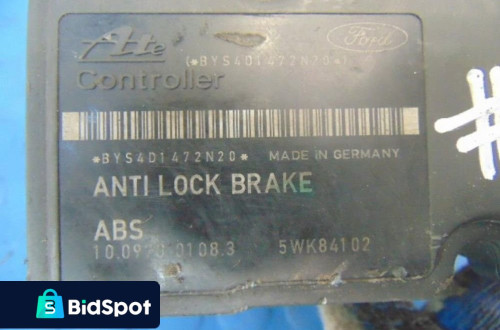 Ate
Ford
(*BYS4D1472N20*)
Controller
*BYS4D1472N20* MADE IN GERMANY
ANTI LOCK BRAKE
ABS
5WK84102
#
BidSpot